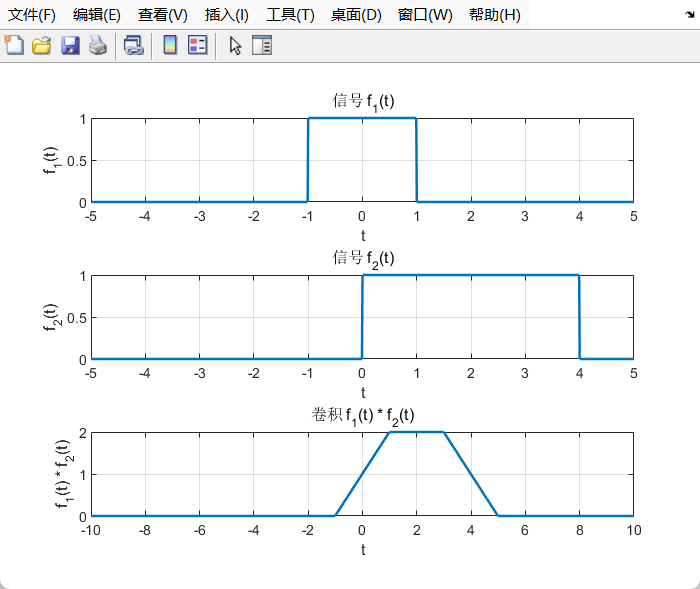 文件(F) 编辑(E) 查看(V) 插入(I) 工具(T) 桌面(D) 窗口(W) 帮助(H)
信号 f₁(t)
1
0.5
0
f₁(t)
-5 -4 -3 -2 -1 0 1 2 3 4 5
t
信号 f₂(t)
1
0.5
0
f₂(t)
-5 -4 -3 -2 -1 0 1 2 3 4 5
t
卷积 f₁(t) * f₂(t)
2
1
0
f₁(t) * f₂(t)
-10 -8 -6 -4 -2 0 2 4 6 8 10
t